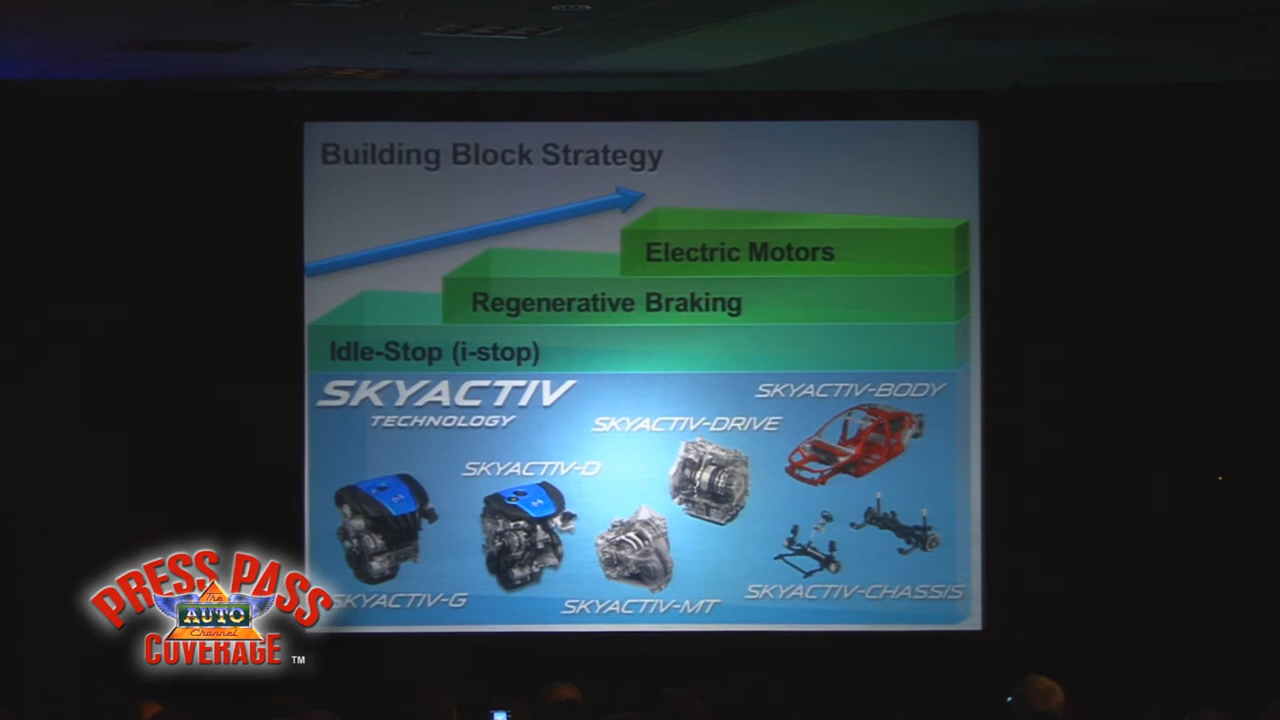 Building Block Strategy
Electric Motors
Regenerative Braking
Idle-Stop (i-stop)
SKYACTIV
TECHNOLOGY
SKYACTIV-BODY
SKYACTIV-DRIVE
SKYACTIV-D
SKYACTIV-G
SKYACTIV-MT
SKYACTIV-CHASSIS
PRESS PASS
The
AUTO
Channel
COVERAGE ™